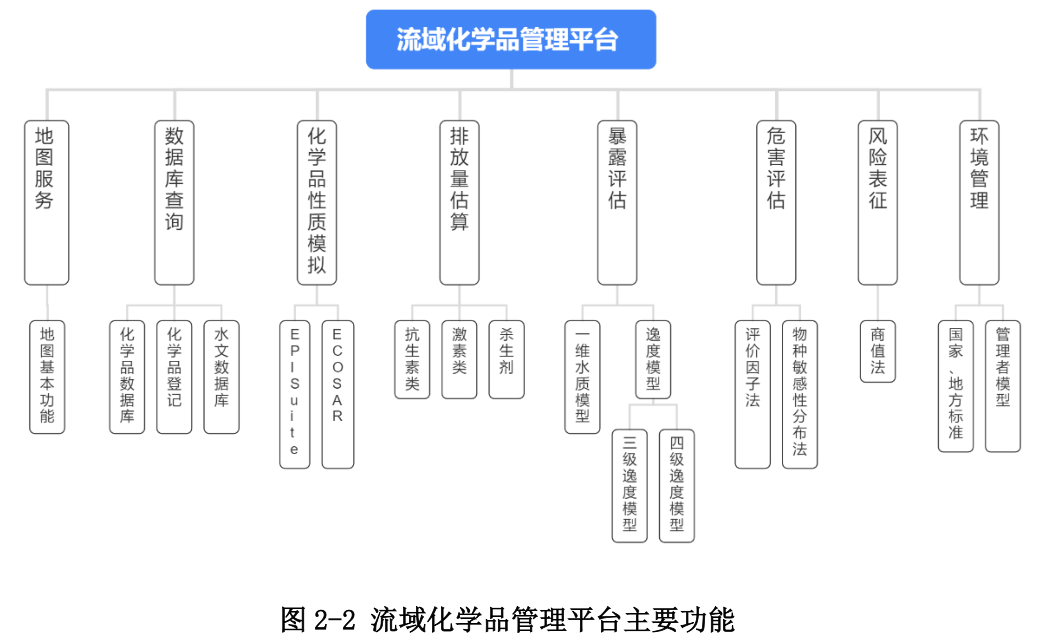 流域化学品管理平台
地图服务
数据库查询
化学品性质模拟
排放量估算
暴露评估
危害评估
风险表征
环境管理
地图基本功能
化学品数据库
化学品登记
水文数据库
EPISuite
ECOSAR
抗生素类
激素类
杀生剂
一维水质模型
逸度模型
评价因子法
物种敏感性分布法
商值法
国家、地方标准
管理者模型
三级逸度模型
四级逸度模型
图 2-2 流域化学品管理平台主要功能